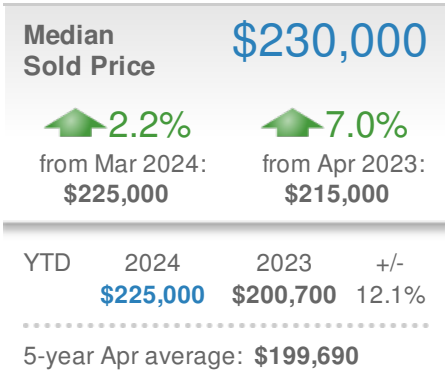 Median
Sold Price
$230,000
2.2% 7.0%
from Mar 2024: from Apr 2023:
$225,000 $215,000
YTD 2024 2023 +/-
$225,000 $200,700 12.1%
5-year Apr average: $199,690